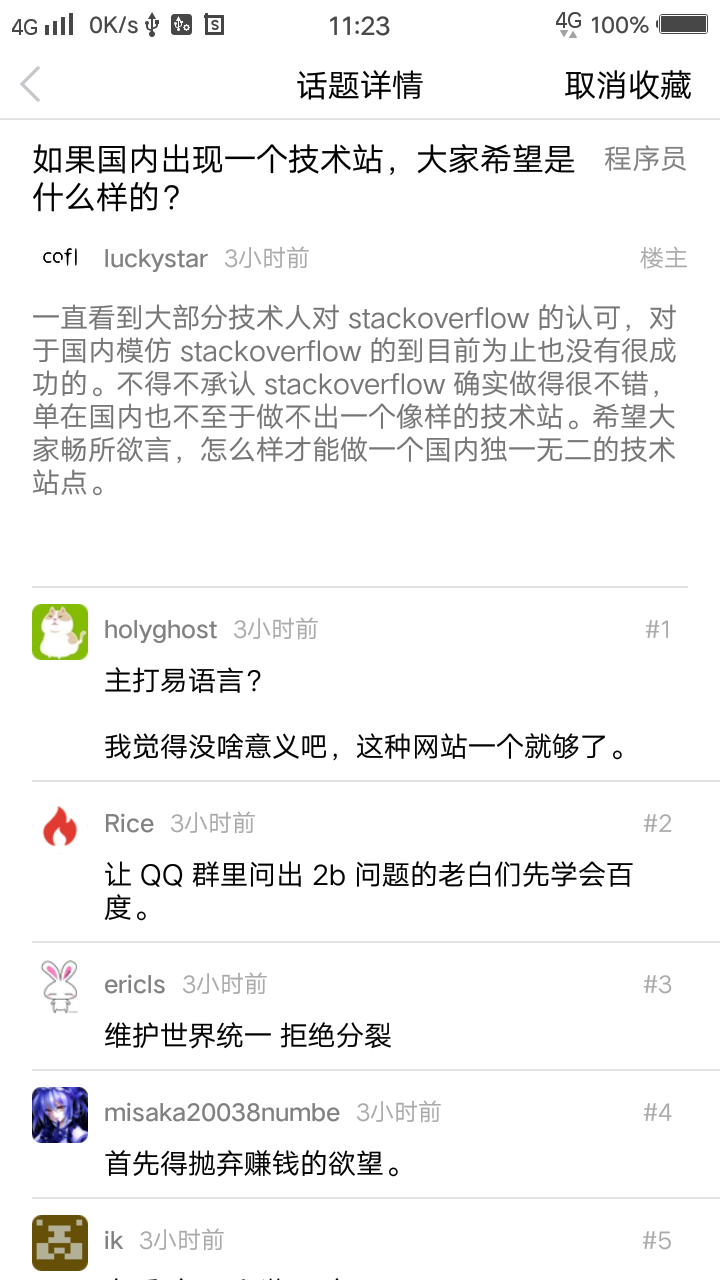 4G 0K/s 11:23 4G 100%
话题详情 取消收藏
如果国内出现一个技术站，大家希望是 程序员
什么样的？
cofl luckystar 3小时前 楼主
一直看到大部分技术人对 stackoverflow 的认可，对
于国内模仿 stackoverflow 的到目前为止也没有很成
功的。不得不承认 stackoverflow 确实做得很不错，
单在国内也不至于做不出一个像样的技术站。希望大
家畅所欲言，怎么样才能做一个国内独一无二的技术
站点。
holyghost 3小时前 #1
主打易语言？
我觉得没啥意义吧，这种网站一个就够了。
Rice 3小时前 #2
让 QQ 群里问出 2b 问题的老白们先学会百
度。
ericls 3小时前 #3
维护世界统一 拒绝分裂
misaka20038numbe 3小时前 #4
首先得抛弃赚钱的欲望。
ik 3小时前 #5